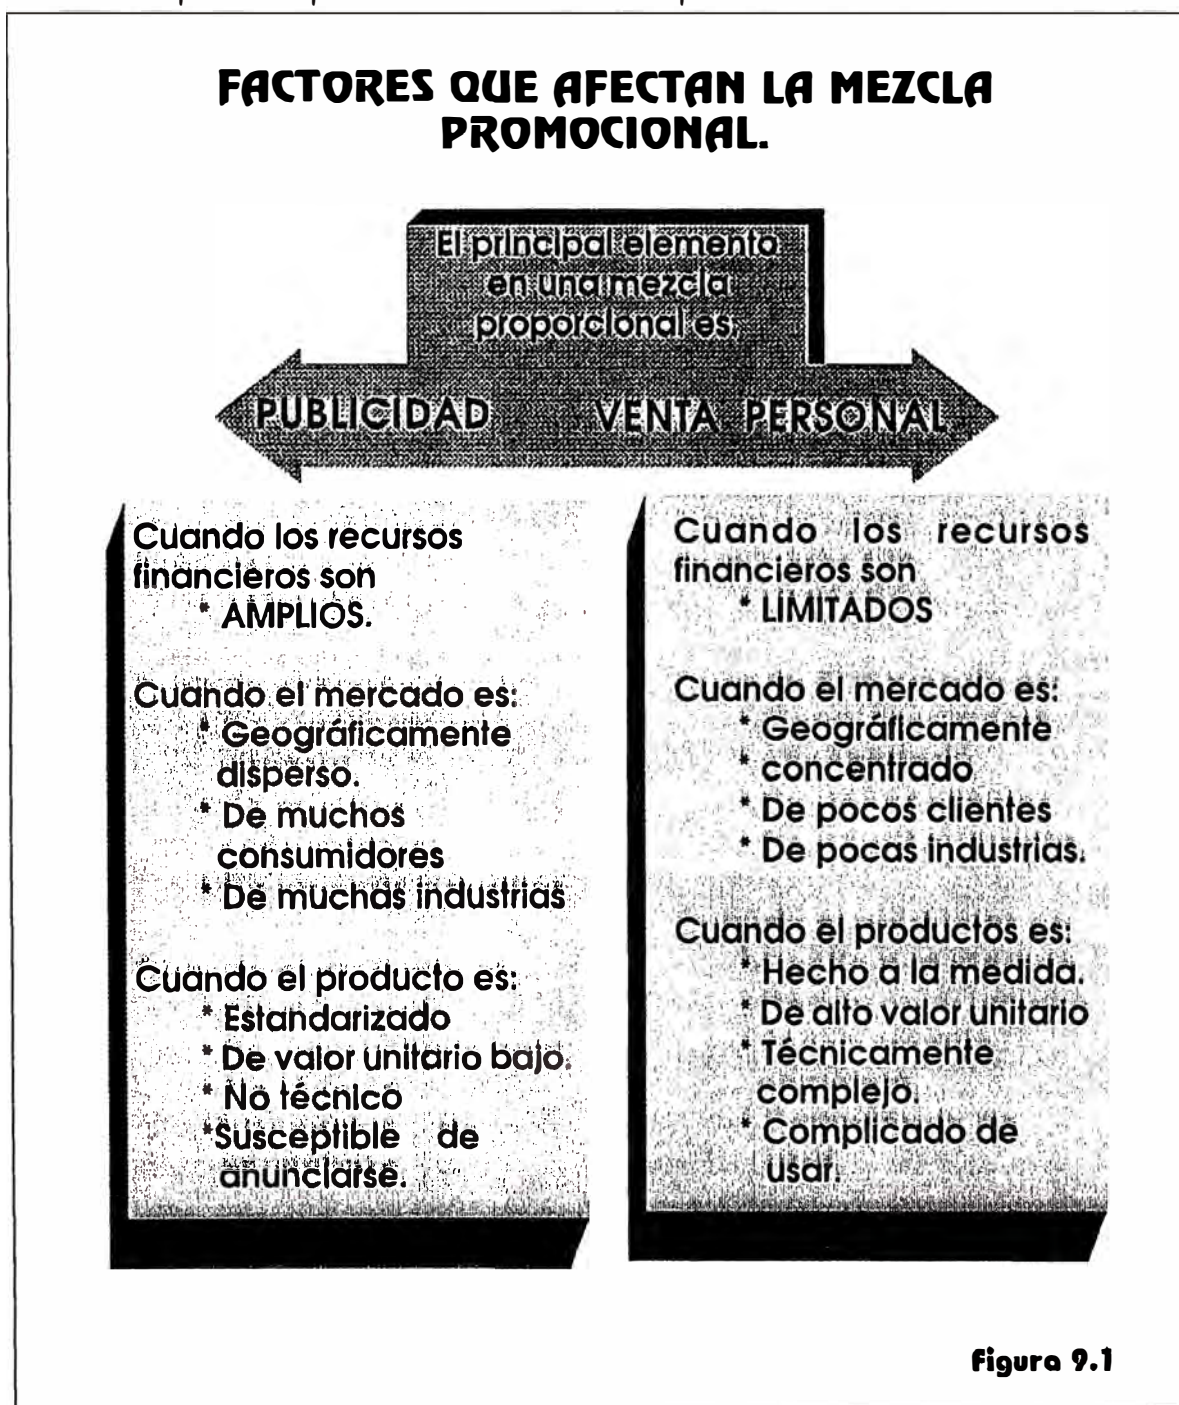 FACTORES QUE AFECTAN LA MEZCLA
PROMOCIONAL.
El principal elemento
en una mezcla
proporcional es.
PUBLICIDAD VENTA PERSONAL
Cuando los recursos
financieros son
* AMPLIOS.
Cuando el mercado es:
* Geográficamente
disperso.
* De muchos
consumidores
* De muchas industrias
Cuando el producto es:
* Estandarizado
* De valor unitario bajo.
* No técnico
*Susceptible de
anunciarse.
Cuando los recursos
financieros son
* LIMITADOS
Cuando el mercado es:
* Geográficamente
* concentrado
* De pocos clientes
* De pocas industrias.
Cuando el productos es:
* Hecho a la medida.
* De alto valor unitario
* Técnicamente
complejo.
* Complicado de
usar.
Figura 9.1